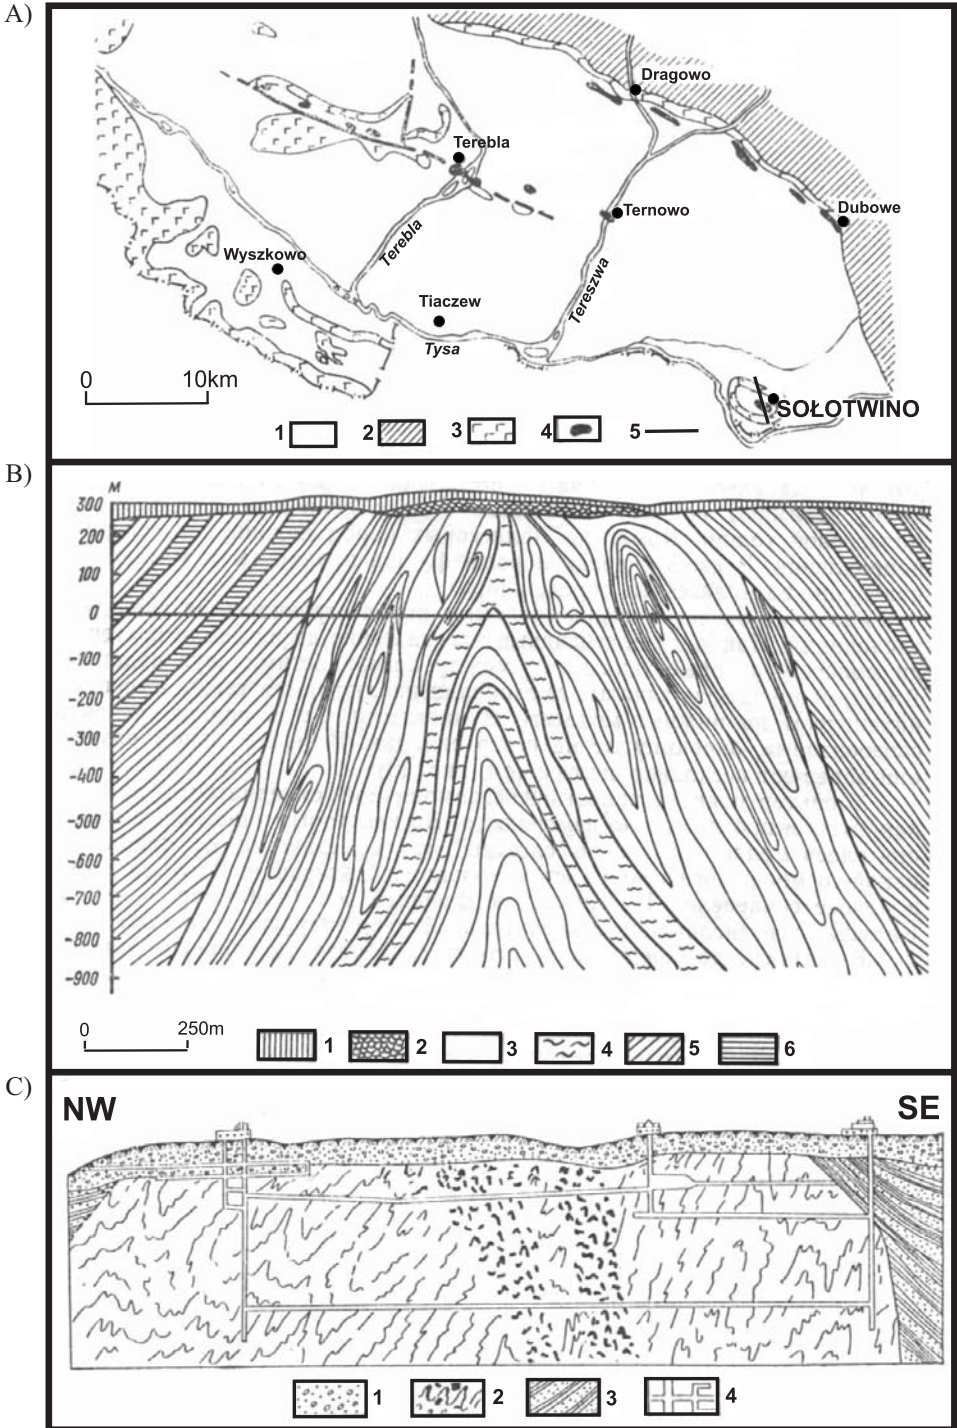 A)
Dragowo
Terebla
Ternowo
Dubowe
Terebla
Wyszkowo
Tereszwa
Tiaczew
Tysa
0 10km
SOŁOTWINO
1 2 3 4 5
B)
M
300
200
100
0
-100
-200
-300
-400
-500
-600
-700
-800
-900
0 250m
1 2 3 4 5 6
C)
NW SE
1 2 3 4